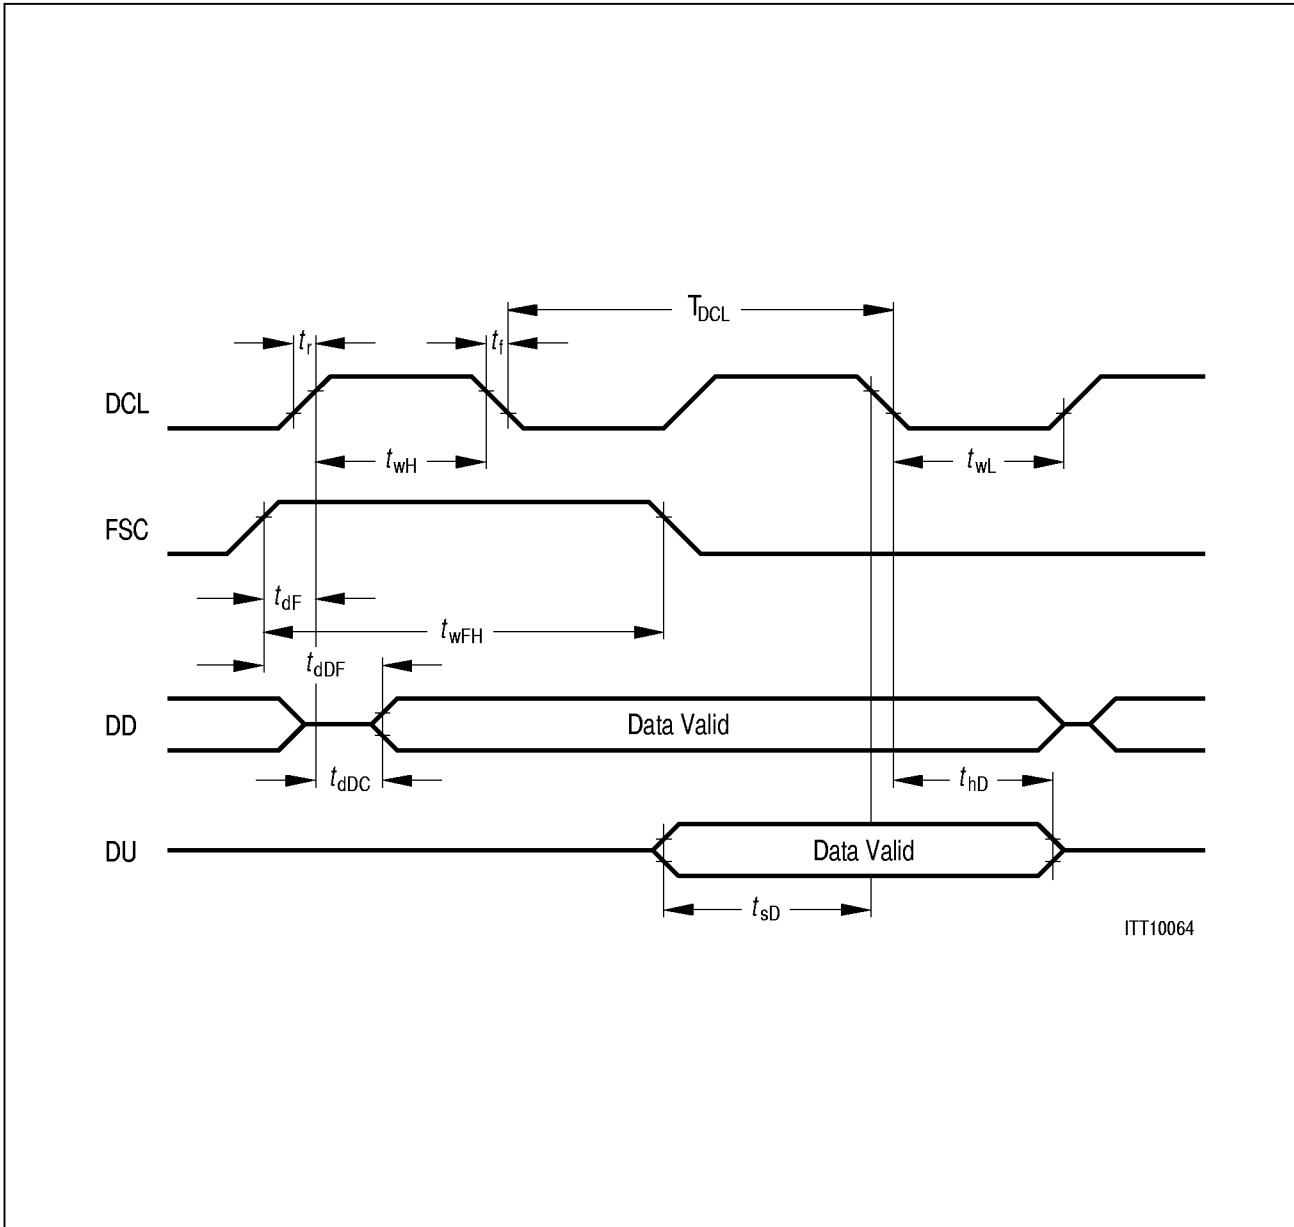 T_DCL
t_r
t_f
DCL
t_wH
t_wL
FSC
t_dF
t_wFH
t_dDF
DD
Data Valid
t_dDC
t_hD
DU
Data Valid
t_sD
ITT10064